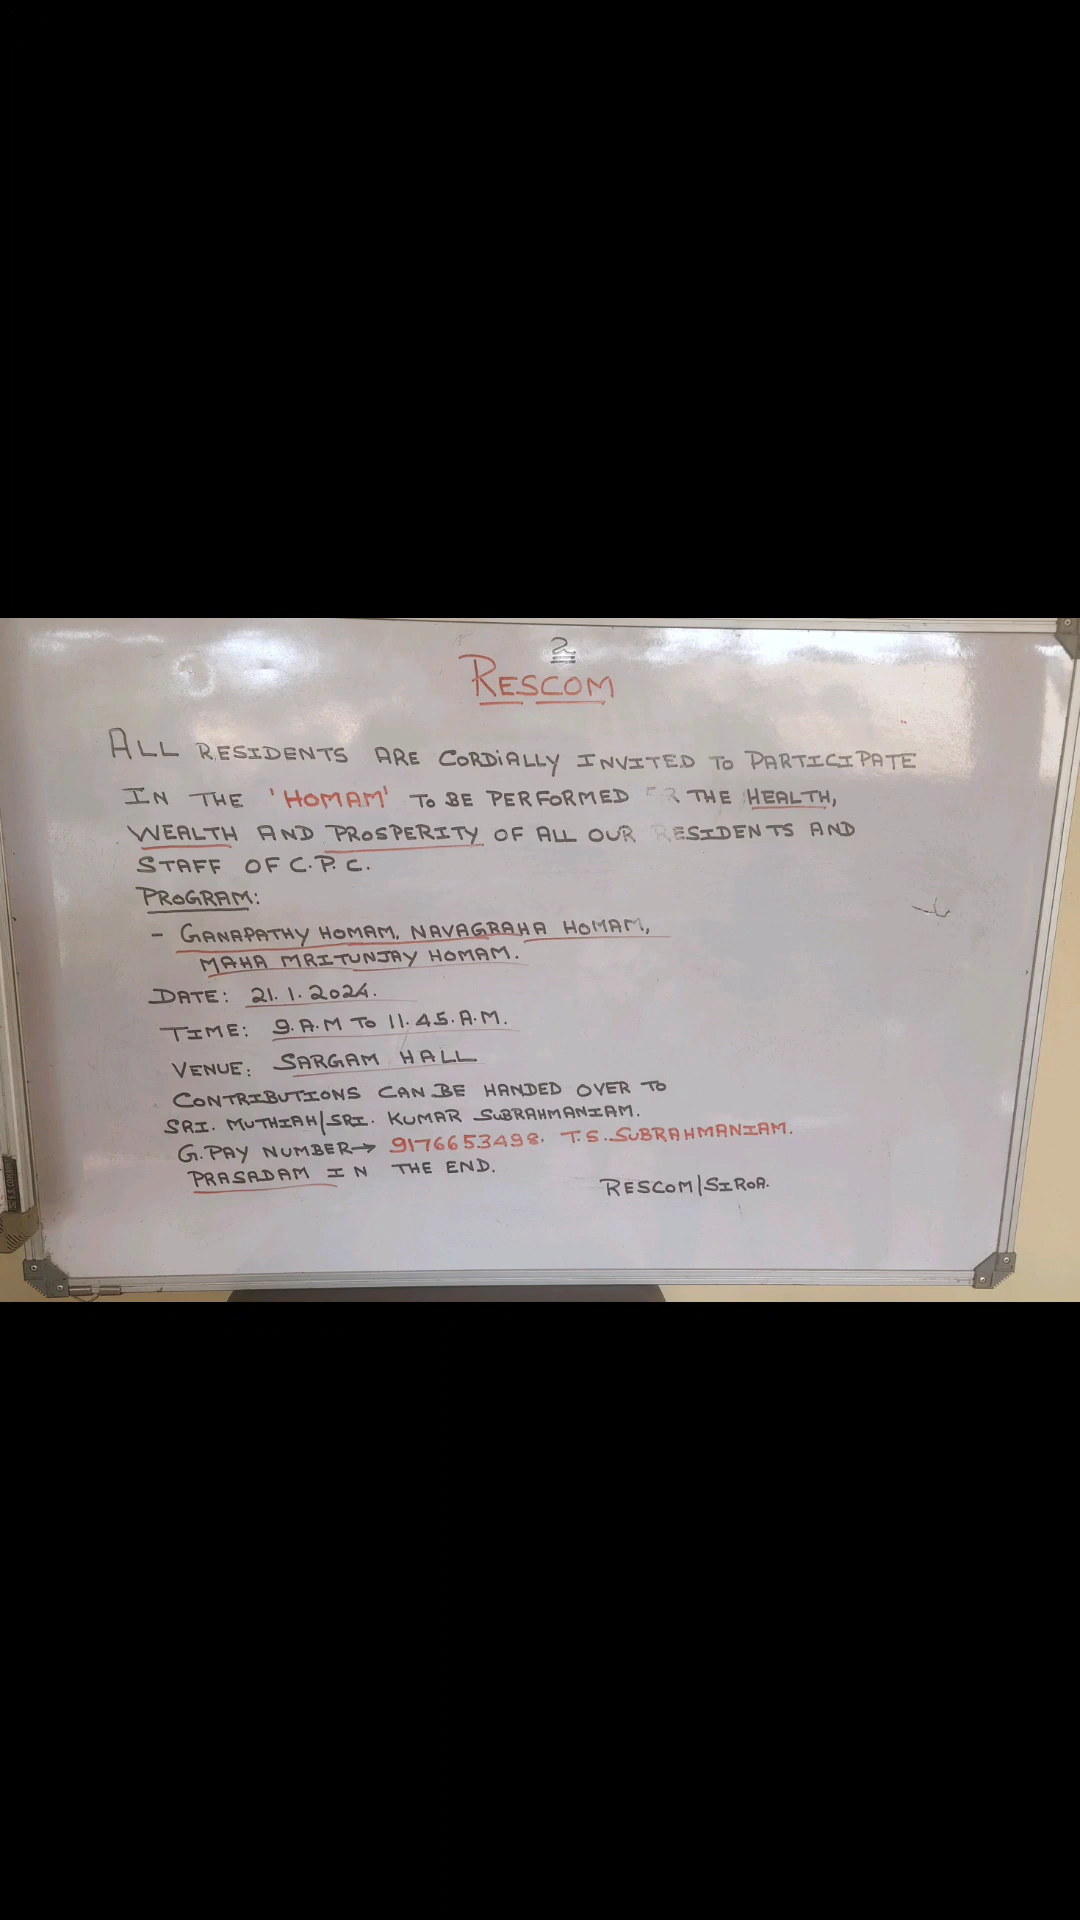 RESCOM
ALL RESIDENTS ARE CORDIALLY INVITED TO PARTICIPATE
IN THE 'HOMAM' TO BE PERFORMED THE HEALTH,
WEALTH AND PROSPERITY OF ALL OUR RESIDENTS AND
STAFF OF C.P.C.
PROGRAM:
- GANAPATHY HOMAM, NAVAGRAHA HOMAM,
MAHA MRITUNJAY HOMAM.
DATE: 21.1.2024.
TIME: 9.A.M TO 11.45.A.M.
VENUE: SARGAM HALL
CONTRIBUTIONS CAN BE HANDED OVER TO
SRI. MUTHIAH/SRI. KUMAR SUBRAHMANIAM.
G.PAY NUMBER→ 9176653498. T.S.SUBRAHMANIAM.
PRASADAM IN THE END.
RESCOM/SIROA.